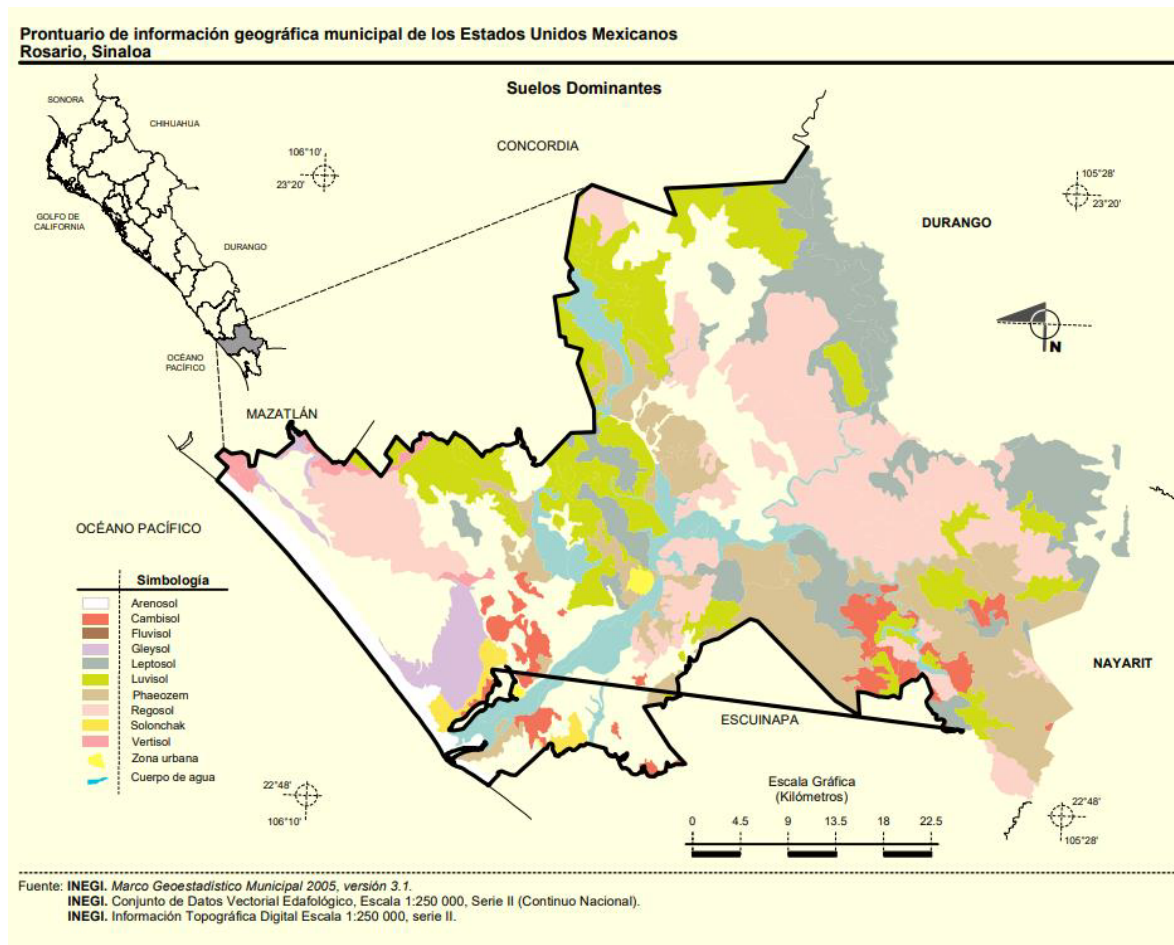 Prontuario de información geográfica municipal de los Estados Unidos Mexicanos
Rosario, Sinaloa
Suelos Dominantes
SONORA
CHIHUAHUA
GOLFO DE
CALIFORNIA
DURANGO
OCÉANO
PACÍFICO
106°10'
23°20'
CONCORDIA
105°28'
23°20'
DURANGO
N
MAZATLÁN
OCÉANO PACÍFICO
NAYARIT
ESCUINAPA
Simbología
Arenosol
Cambisol
Fluvisol
Gleysol
Leptosol
Luvisol
Phaeozem
Regosol
Solonchak
Vertisol
Zona urbana
Cuerpo de agua
22°48'
106°10'
Escala Gráfica
(Kilómetros)
0 4.5 9 13.5 18 22.5
22°48'
105°28'
Fuente: INEGI. Marco Geoestadístico Municipal 2005, versión 3.1.
INEGI. Conjunto de Datos Vectorial Edafológico, Escala 1:250 000, Serie II (Continuo Nacional).
INEGI. Información Topográfica Digital Escala 1:250 000, serie II.